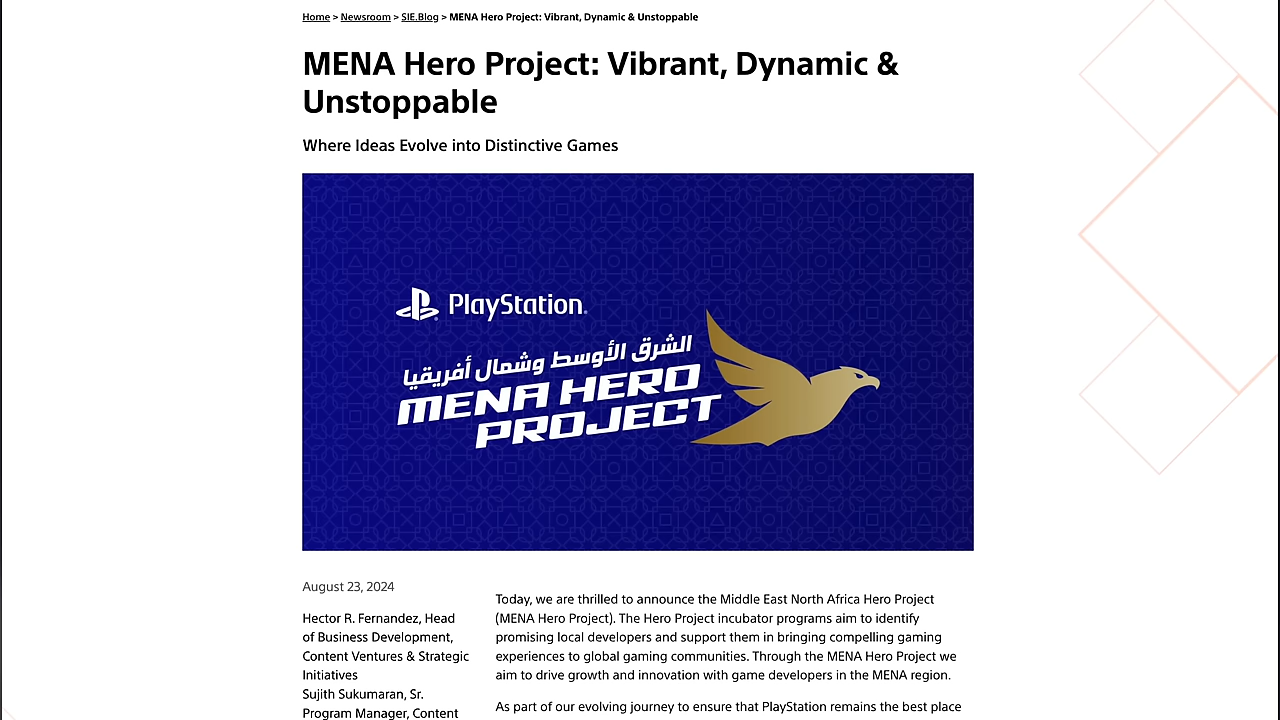 Home > Newsroom > SIE.Blog > MENA Hero Project: Vibrant, Dynamic & Unstoppable
MENA Hero Project: Vibrant, Dynamic &
Unstoppable
Where Ideas Evolve into Distinctive Games
PlayStation®
الشرق الأوسط وشمال أفريقيا
MENA HERO
PROJECT
August 23, 2024
Hector R. Fernandez, Head
of Business Development,
Content Ventures & Strategic
Initiatives
Sujith Sukumaran, Sr.
Program Manager, Content
Today, we are thrilled to announce the Middle East North Africa Hero Project
(MENA Hero Project). The Hero Project incubator programs aim to identify
promising local developers and support them in bringing compelling gaming
experiences to global gaming communities. Through the MENA Hero Project we
aim to drive growth and innovation with game developers in the MENA region.
As part of our evolving journey to ensure that PlayStation remains the best place